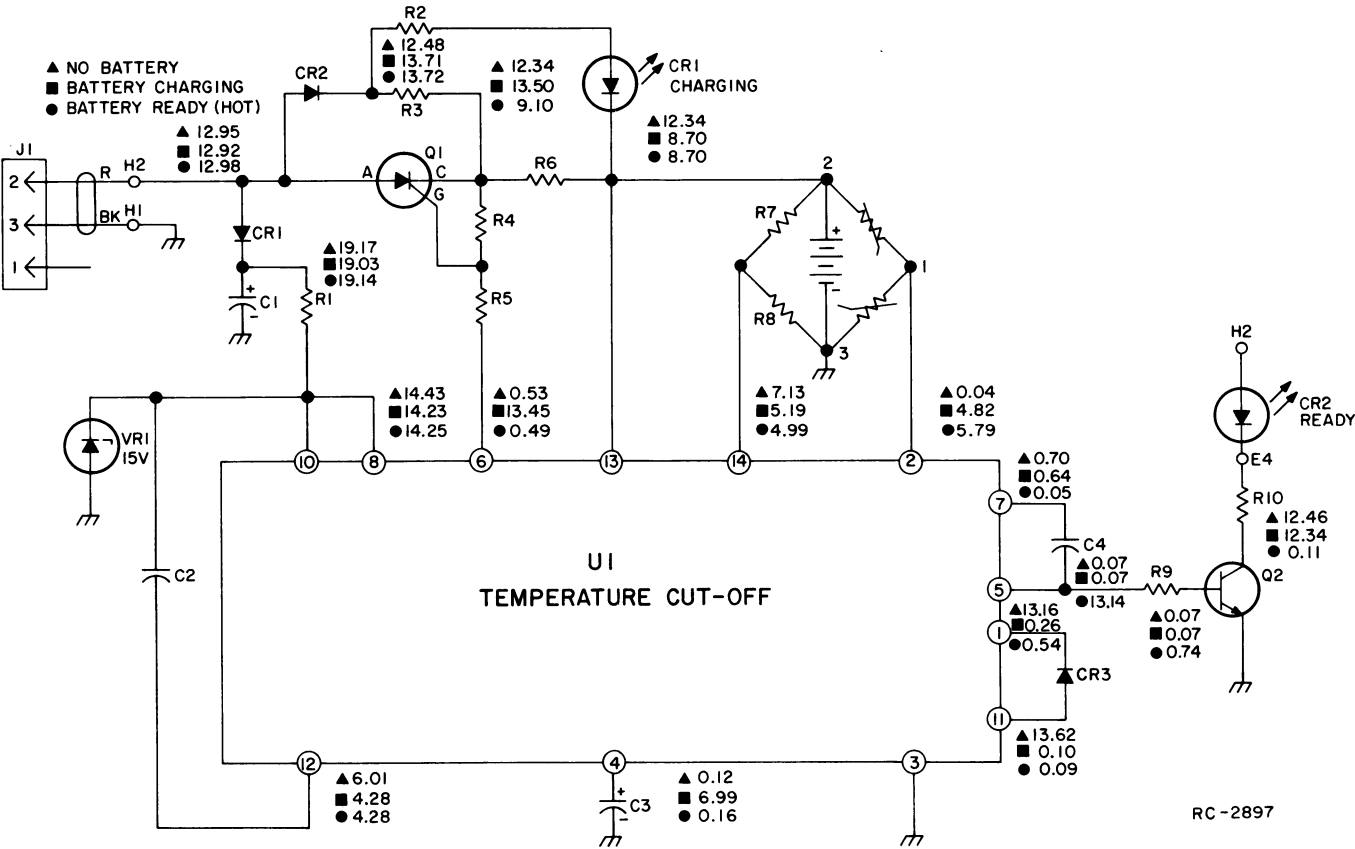 ▲ NO BATTERY
■ BATTERY CHARGING
● BATTERY READY (HOT)
▲ 12.95
■ 12.92
● 12.98
J1
2
3
1
R
H2
BK
H1
CR2
R2
▲ 12.48
■ 13.71
● 13.72
R3
▲ 12.34
■ 13.50
● 9.10
CR1
CHARGING
▲ 12.34
■ 8.70
● 8.70
Q1
A
C
G
R6
R4
R5
CR1
+
C1
-
▲ 19.17
■ 19.03
● 19.14
R1
2
R7
R8
+
-
1
3
VR1
15V
C2
▲ 14.43
■ 14.23
● 14.25
▲ 0.53
■ 13.45
● 0.49
▲ 7.13
■ 5.19
● 4.99
▲ 0.04
■ 4.82
● 5.79
10
8
6
13
14
2
H2
CR2
READY
E4
R10
▲ 12.46
■ 12.34
● 0.11
Q2
▲ 0.70
■ 0.64
● 0.05
7
C4
▲ 0.07
■ 0.07
● 13.14
R9
5
▲ 0.07
■ 0.07
● 0.74
U1
TEMPERATURE CUT-OFF
▲ 13.16
■ 0.26
● 0.54
1
CR3
11
▲ 13.62
■ 0.10
● 0.09
12
▲ 6.01
■ 4.28
● 4.28
4
+
C3
-
▲ 0.12
■ 6.99
● 0.16
3
RC-2897